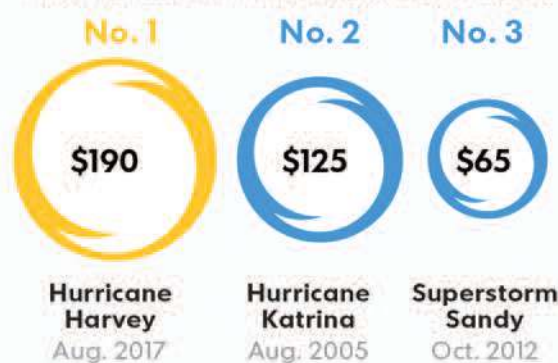 No. 1
No. 2
No. 3
$190
$125
$65
Hurricane
Harvey
Aug. 2017
Hurricane
Katrina
Aug. 2005
Superstorm
Sandy
Oct. 2012